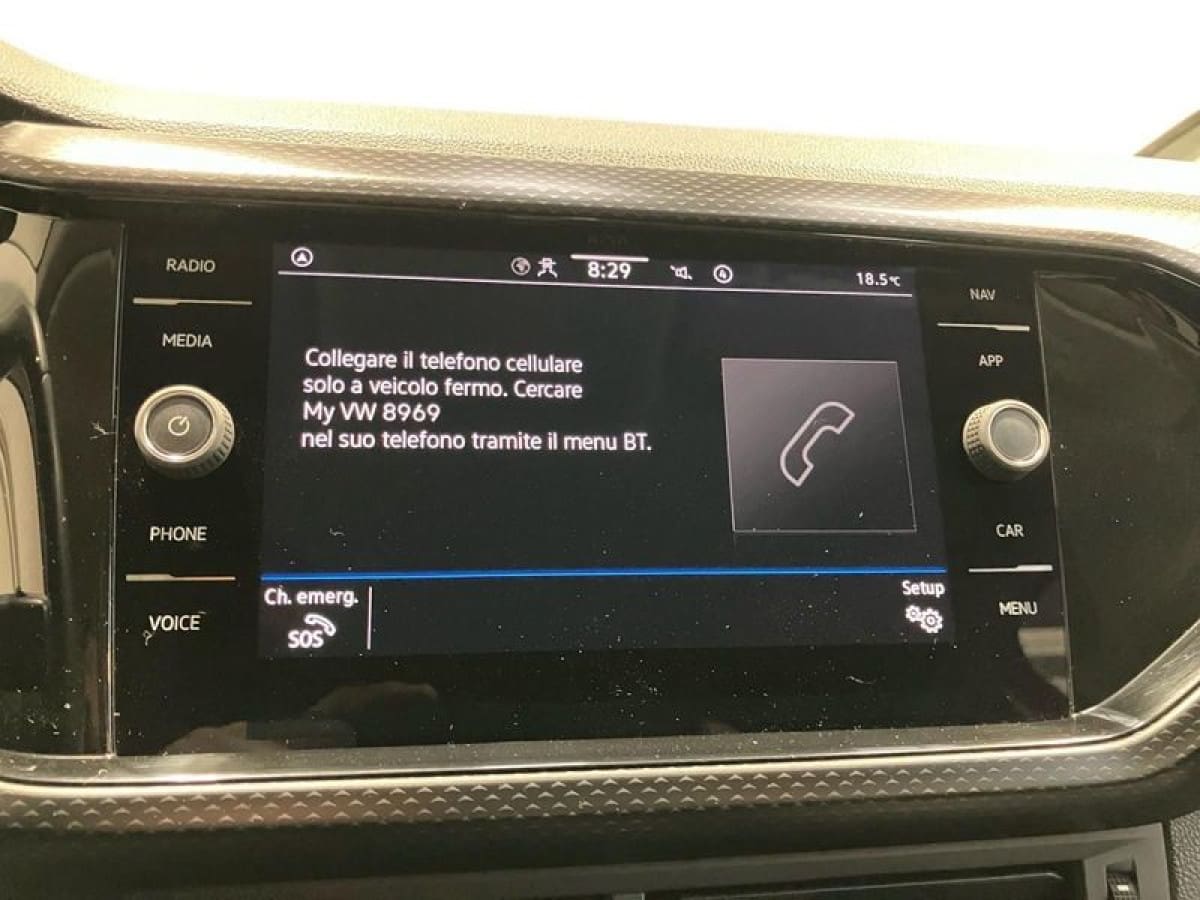 RADIO
MEDIA
PHONE
VOICE
8:29
4
18.5°C
Collegare il telefono cellulare
solo a veicolo fermo. Cercare
My VW 8969
nel suo telefono tramite il menu BT.
Ch. emerg.
SOS
Setup
NAV
APP
CAR
MENU